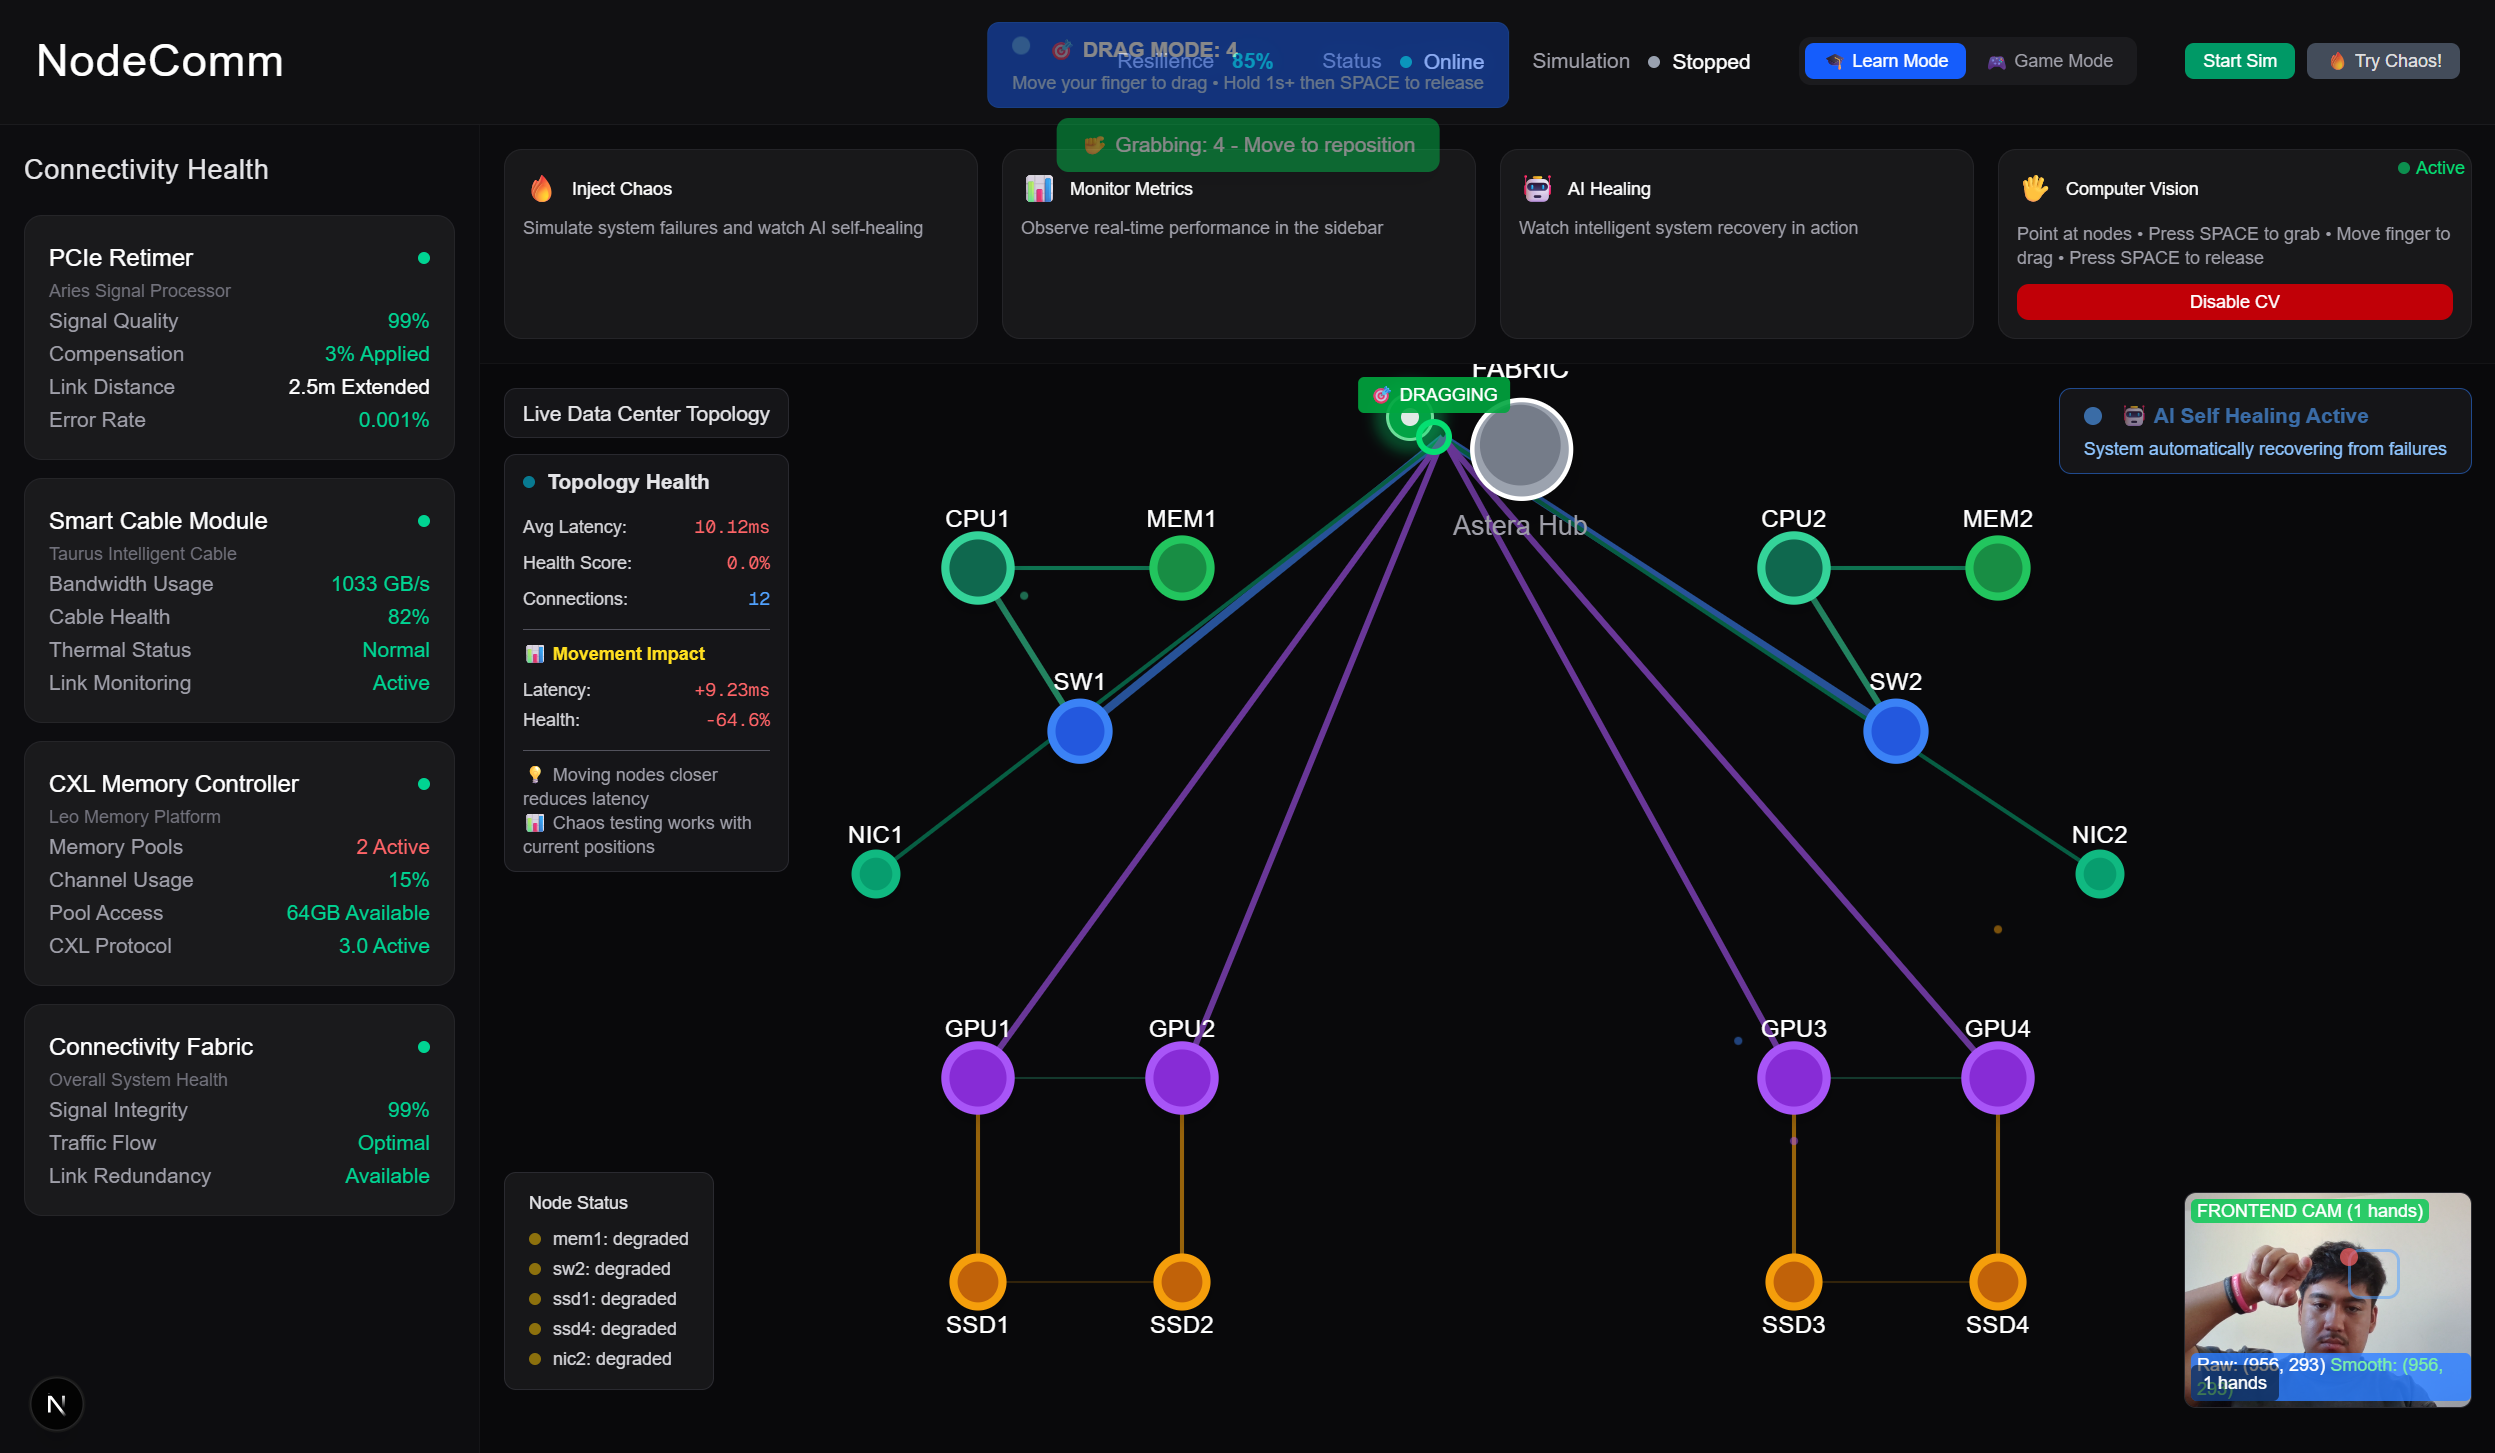 NodeComm
DRAG MODE: 4
Move your finger to drag • Hold 1s+ then SPACE to release
Resilience 85% Status Online Simulation Stopped
Learn Mode Game Mode
Start Sim Try Chaos!
Grabbing: 4 - Move to reposition
Connectivity Health
PCIe Retimer
Aries Signal Processor
Signal Quality 99%
Compensation 3% Applied
Link Distance 2.5m Extended
Error Rate 0.001%
Smart Cable Module
Taurus Intelligent Cable
Bandwidth Usage 1033 GB/s
Cable Health 82%
Thermal Status Normal
Link Monitoring Active
CXL Memory Controller
Leo Memory Platform
Memory Pools 2 Active
Channel Usage 15%
Pool Access 64GB Available
CXL Protocol 3.0 Active
Connectivity Fabric
Overall System Health
Signal Integrity 99%
Traffic Flow Optimal
Link Redundancy Available
N
Inject Chaos
Simulate system failures and watch AI self-healing
Monitor Metrics
Observe real-time performance in the sidebar
AI Healing
Watch intelligent system recovery in action
Active
Computer Vision
Point at nodes • Press SPACE to grab • Move finger to
drag • Press SPACE to release
Disable CV
Live Data Center Topology
Topology Health
Avg Latency: 10.12ms
Health Score: 0.0%
Connections: 12
Movement Impact
Latency: +9.23ms
Health: -64.6%
Moving nodes closer
reduces latency
Chaos testing works with
current positions
FABRIC
DRAGGING
Astera Hub
AI Self Healing Active
System automatically recovering from failures
CPU1 MEM1 CPU2 MEM2
SW1 SW2
NIC1 NIC2
GPU1 GPU2 GPU3 GPU4
SSD1 SSD2 SSD3 SSD4
Node Status
mem1: degraded
sw2: degraded
ssd1: degraded
ssd4: degraded
nic2: degraded
FRONTEND CAM (1 hands)
Raw: (956, 293) Smooth: (956,
293)
1 hands